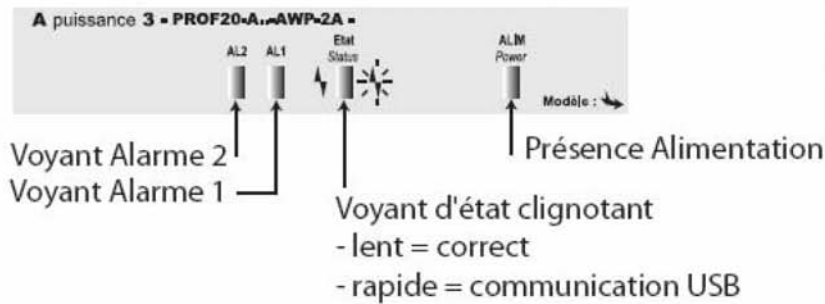 A puissance 3 - PROF20-A..-AWP-2A -
AL2 AL1 Etat ALIM
Status Power
Modèle :
Voyant Alarme 2
Voyant Alarme 1
Présence Alimentation
Voyant d'état clignotant
- lent = correct
- rapide = communication USB